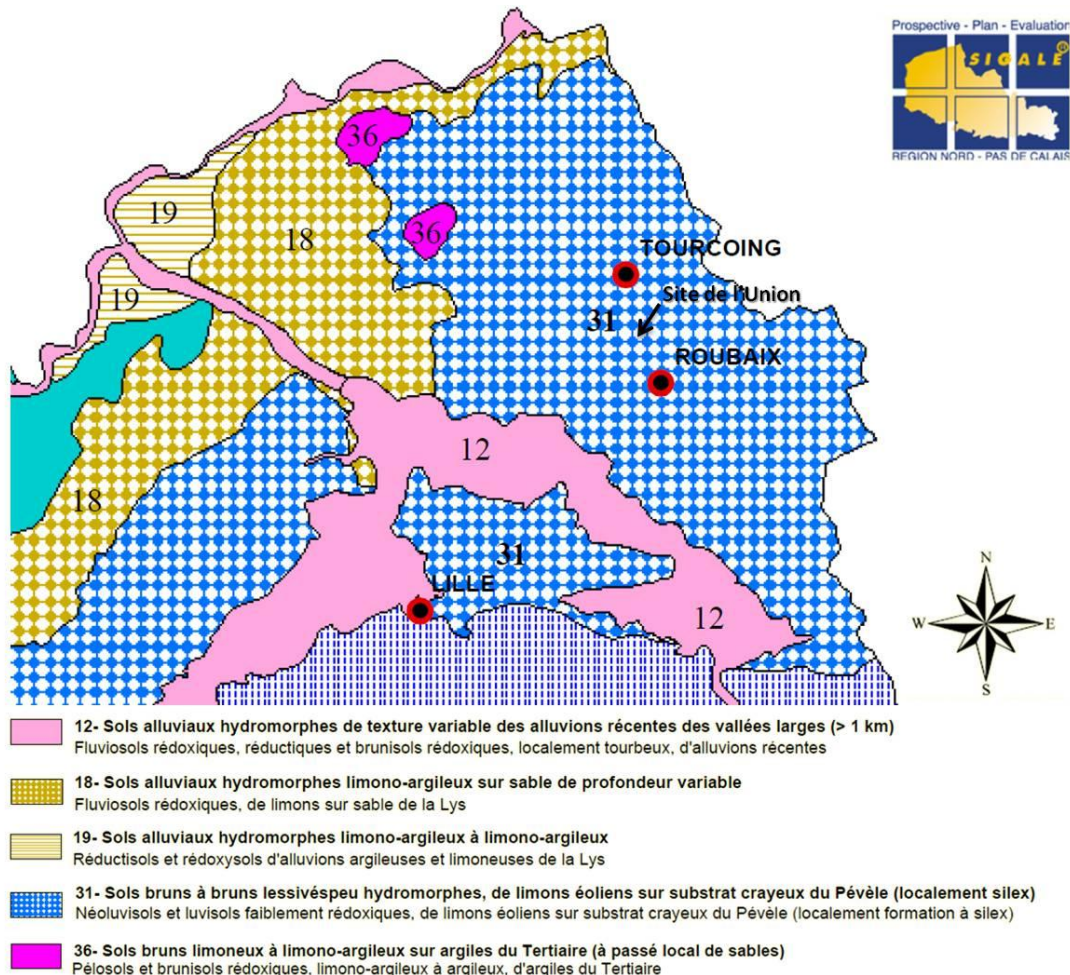 Prospective - Plan - Evaluation
SIGALE®
REGION NORD - PAS DE CALAIS
36
19
18
36
TOURCOING
19
Site de l'Union
31
ROUBAIX
12
18
31
LILLE
12
N
W
E
S
12- Sols alluviaux hydromorphes de texture variable des alluvions récentes des vallées larges (> 1 km)
Fluviosols rédoxiques, réductiques et brunisols rédoxiques, localement tourbeux, d'alluvions récentes
18- Sols alluviaux hydromorphes limono-argileux sur sable de profondeur variable
Fluviosols rédoxiques, de limons sur sable de la Lys
19- Sols alluviaux hydromorphes limono-argileux à limono-argileux
Réductisols et rédoxysols d'alluvions argileuses et limoneuses de la Lys
31- Sols bruns à bruns lessivéspeu hydromorphes, de limons éoliens sur substrat crayeux du Pévèle (localement silex)
Néoluvisols et luvisols faiblement rédoxiques, de limons éoliens sur substrat crayeux du Pévèle (localement formation à silex)
36- Sols bruns limoneux à limono-argileux sur argiles du Tertiaire (à passé local de sables)
Pélosols et brunisols rédoxiques, limono-argileux à argileux, d'argiles du Tertiaire